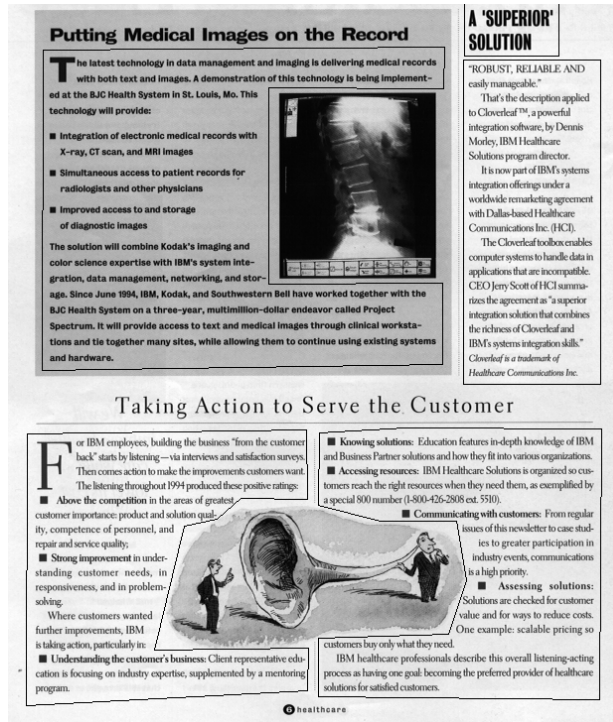 Putting Medical Images on the Record
The latest technology in data management and imaging is delivering medical records
with both text and images. A demonstration of this technology is being implement-
ed at the BJC Health System in St. Louis, Mo. This
technology will provide:
■ Integration of electronic medical records with
X-ray, CT scan, and MRI images
■ Simultaneous access to patient records for
radiologists and other physicians
■ Improved access to and storage
of diagnostic images
The solution will combine Kodak's imaging and
color science expertise with IBM's system inte-
gration, data management, networking, and stor-
age. Since June 1994, IBM, Kodak, and Southwestern Bell have worked together with the
BJC Health System on a three-year, multimillion-dollar endeavor called Project
Spectrum. It will provide access to text and medical images through clinical worksta-
tions and tie together many sites, while allowing them to continue using existing systems
and hardware.
A 'SUPERIOR'
SOLUTION
"ROBUST, RELIABLE AND
easily manageable."
That's the description applied
to Cloverleaf™, a powerful
integration software, by Dennis
Morley, IBM Healthcare
Solutions program director.
It is now part of IBM's systems
integration offerings under a
worldwide remarketing agreement
with Dallas-based Healthcare
Communications Inc. (HCI).
The Cloverleaf toolbox enables
computer systems to handle data in
applications that are incompatible.
CEO Jerry Scott of HCI summa-
rizes the agreement as "a superior
integration solution that combines
the richness of Cloverleaf and
IBM's systems integration skills."
Cloverleaf is a trademark of
Healthcare Communications Inc.
Taking Action to Serve the Customer
For IBM employees, building the business "from the customer
back" starts by listening—via interviews and satisfaction surveys.
Then comes action to make the improvements customers want.
The listening throughout 1994 produced these positive ratings:
■ Above the competition in the areas of greatest
customer importance: product and solution qual-
ity, competence of personnel, and
repair and service quality;
■ Strong improvement in under-
standing customer needs, in
responsiveness, and in problem-
solving.
Where customers wanted
further improvements, IBM
is taking action, particularly in:
■ Understanding the customer's business: Client representative edu-
cation is focusing on industry expertise, supplemented by a mentoring
program.
■ Knowing solutions: Education features in-depth knowledge of IBM
and Business Partner solutions and how they fit into various organizations.
■ Accessing resources: IBM Healthcare Solutions is organized so cus-
tomers reach the right resources when they need them, as exemplified by
a special 800 number (1-800-426-2808 ext. 5510).
■ Communicating with customers: From regular
issues of this newsletter to case stud-
ies to greater participation in
industry events, communications
is a high priority.
■ Assessing solutions:
Solutions are checked for customer
value and for ways to reduce costs.
One example: scalable pricing so
customers buy only what they need.
IBM healthcare professionals describe this overall listening-acting
process as having one goal: becoming the preferred provider of healthcare
solutions for satisfied customers.
6 healthcare